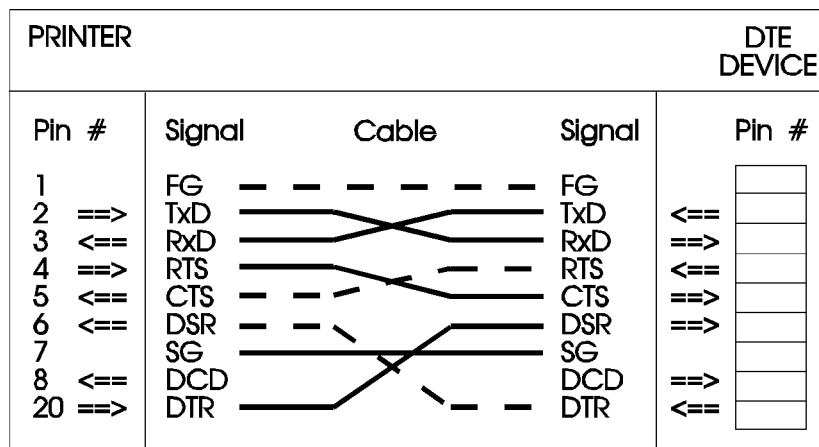 PRINTER DTE
DEVICE
Pin # Signal Cable Signal Pin #
1 FG FG
2 ==> TxD TxD <==
3 <== RxD RxD ==>
4 ==> RTS RTS <==
5 <== CTS CTS ==>
6 <== DSR DSR ==>
7 SG SG
8 <== DCD DCD ==>
20 ==> DTR DTR <==